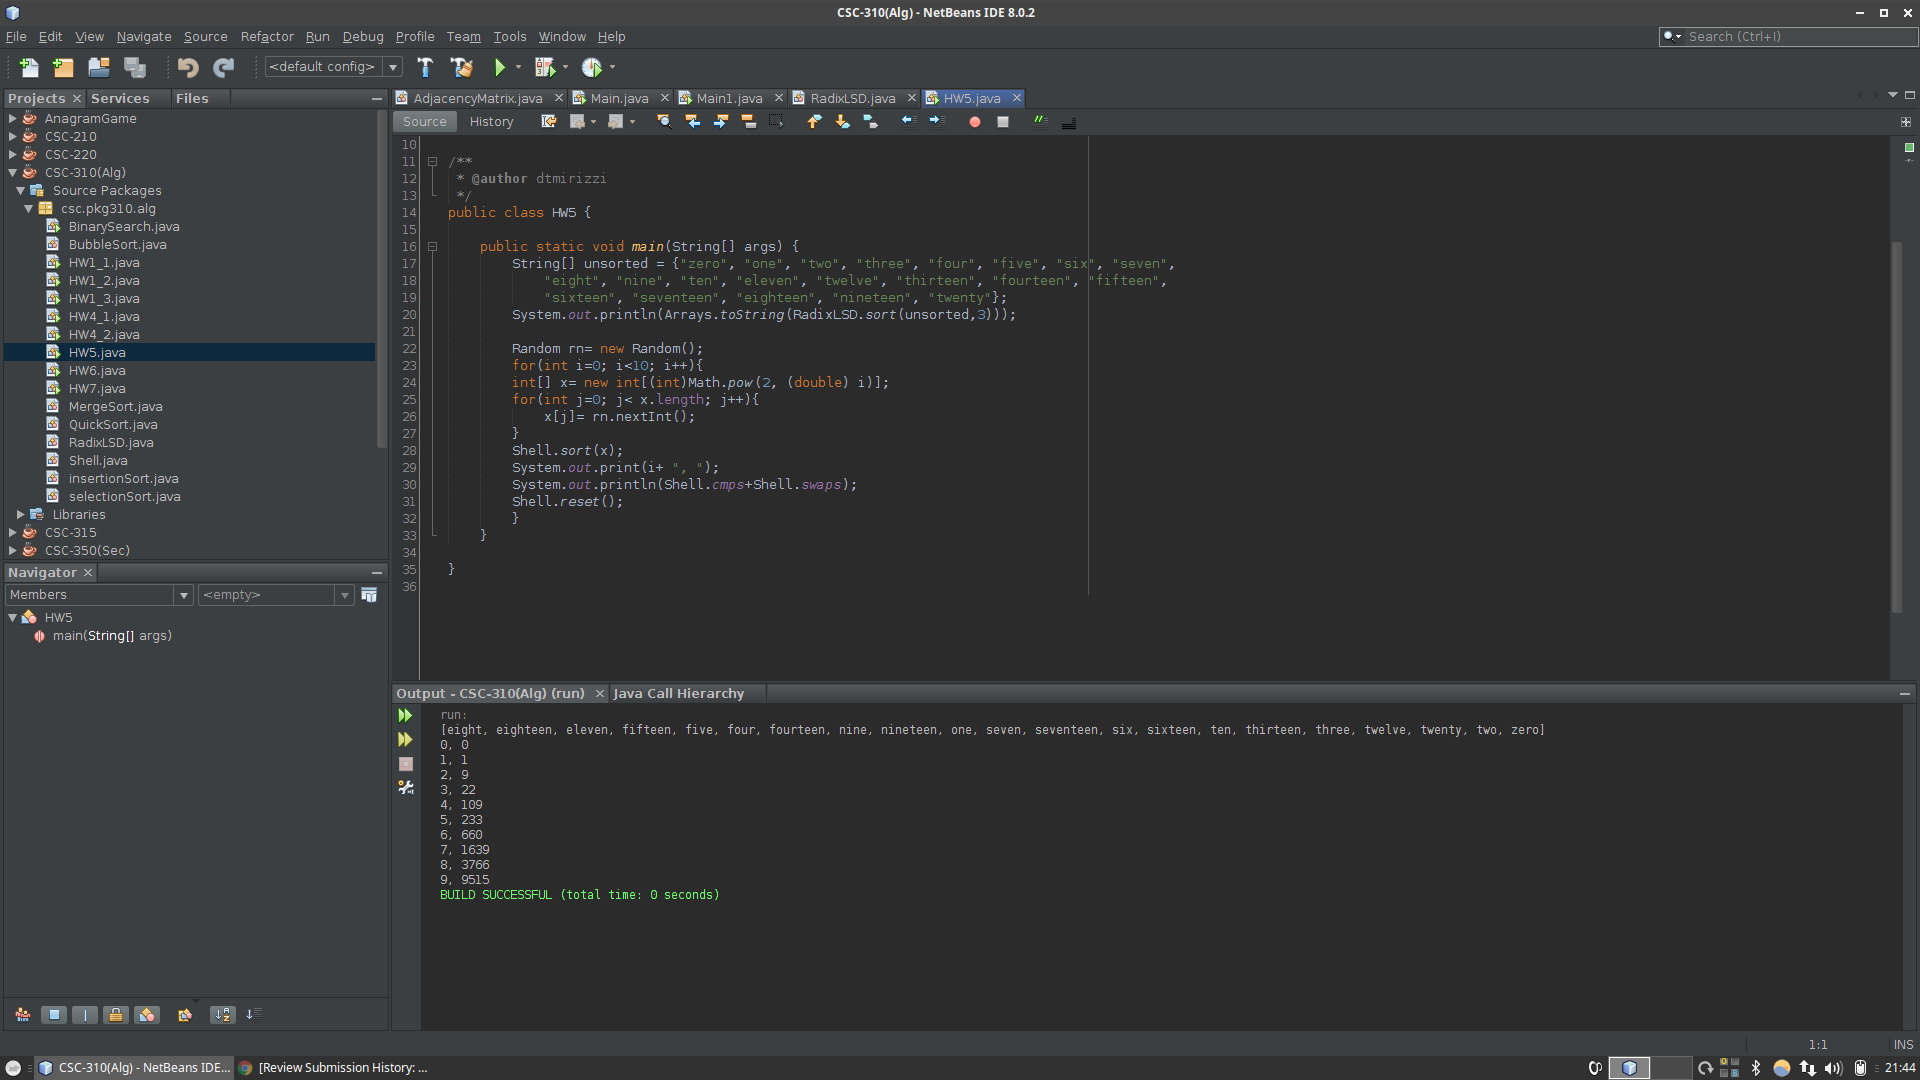 CSC-310(Alg) - NetBeans IDE 8.0.2
File Edit View Navigate Source Refactor Run Debug Profile Team Tools Window Help
Search (Ctrl+I)
<default config>
Projects Services Files
AnagramGame
CSC-210
CSC-220
CSC-310(Alg)
Source Packages
csc.pkg310.alg
BinarySearch.java
BubbleSort.java
HW1_1.java
HW1_2.java
HW1_3.java
HW4_1.java
HW4_2.java
HW5.java
HW6.java
HW7.java
MergeSort.java
QuickSort.java
RadixLSD.java
Shell.java
insertionSort.java
selectionSort.java
Libraries
CSC-315
CSC-350(Sec)
Navigator
Members <empty>
HW5
main(String[] args)
AdjacencyMatrix.java Main.java Main1.java RadixLSD.java HW5.java
Source History
10
11 /**
12 * @author dtmirizzi
13 */
14 public class HW5 {
15
16 public static void main(String[] args) {
17 String[] unsorted = {"zero", "one", "two", "three", "four", "five", "six", "seven",
18 "eight", "nine", "ten", "eleven", "twelve", "thirteen", "fourteen", "fifteen",
19 "sixteen", "seventeen", "eighteen", "nineteen", "twenty"};
20 System.out.println(Arrays.toString(RadixLSD.sort(unsorted,3)));
21
22 Random rn= new Random();
23 for(int i=0; i<10; i++){
24 int[] x= new int[(int)Math.pow(2, (double) i)];
25 for(int j=0; j< x.length; j++){
26 x[j]= rn.nextInt();
27 }
28 Shell.sort(x);
29 System.out.print(i+ ", ");
30 System.out.println(Shell.cmps+Shell.swaps);
31 Shell.reset();
32 }
33 }
34
35 }
36
Output - CSC-310(Alg) (run) Java Call Hierarchy
run:
[eight, eighteen, eleven, fifteen, five, four, fourteen, nine, nineteen, one, seven, seventeen, six, sixteen, ten, thirteen, three, twelve, twenty, two, zero]
0, 0
1, 1
2, 9
3, 22
4, 109
5, 233
6, 660
7, 1639
8, 3766
9, 9515
BUILD SUCCESSFUL (total time: 0 seconds)
1:1 INS
CSC-310(Alg) - NetBeans IDE... [Review Submission History: ... 21:44